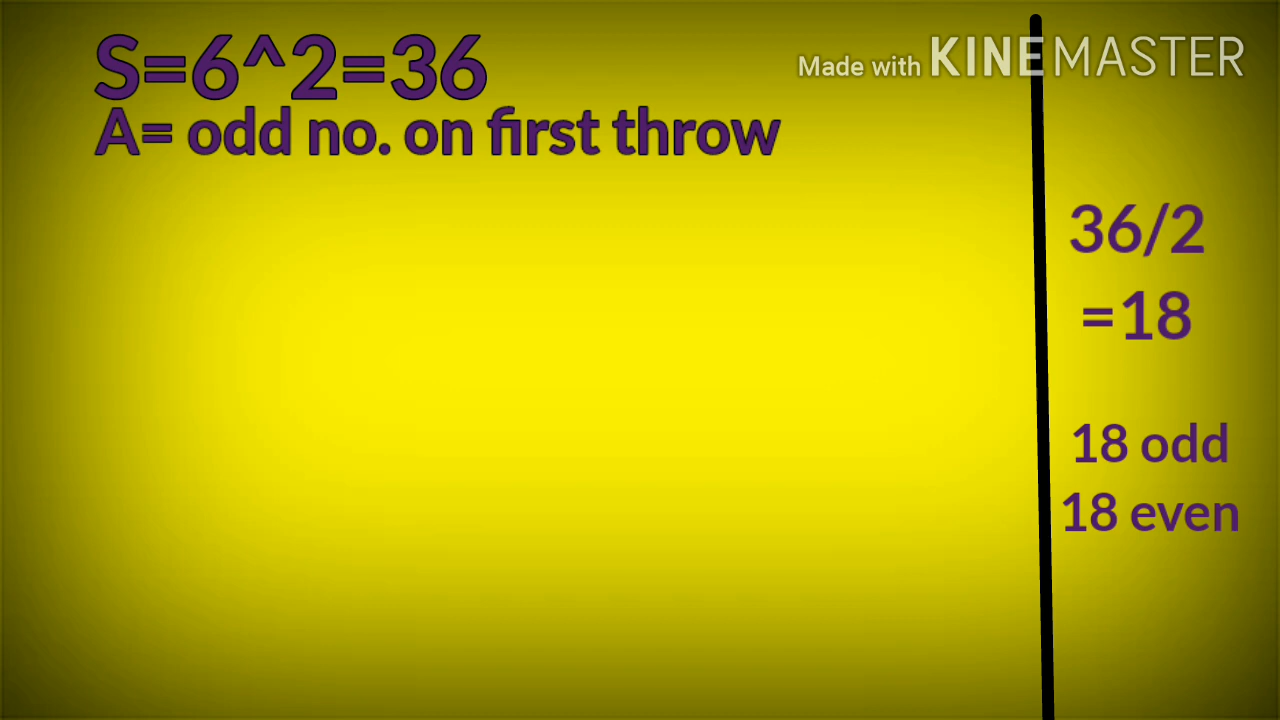 S=6^2=36
Made with KINEMASTER
A= odd no. on first throw
36/2
=18
18 odd
18 even